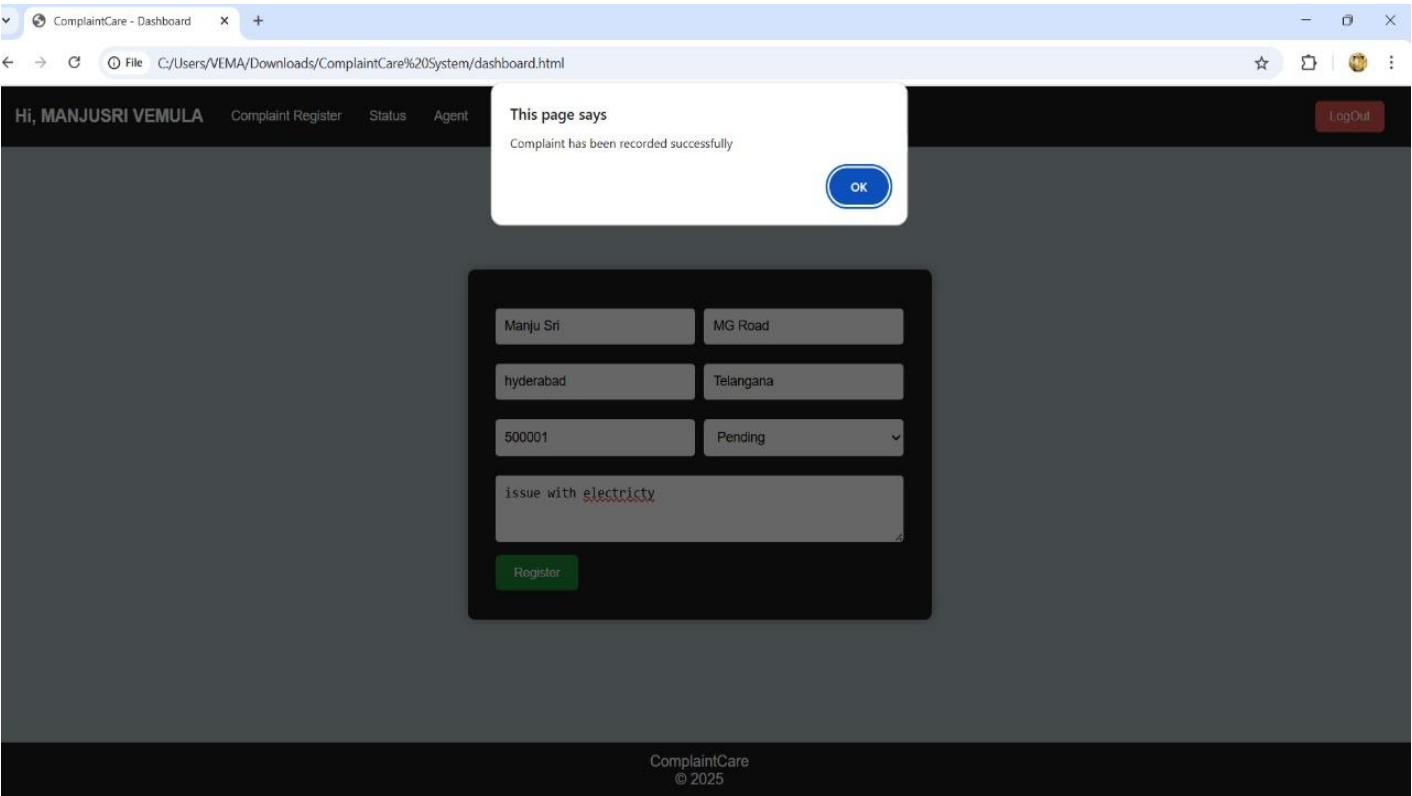 ComplaintCare - Dashboard
File C:/Users/VEMA/Downloads/ComplaintCare%20System/dashboard.html
Hi, MANJUSRI VEMULA Complaint Register Status Agent LogOut
This page says
Complaint has been recorded successfully
OK
Manju Sri MG Road
hyderabad Telangana
500001 Pending
issue with electricty
Register
ComplaintCare
© 2025